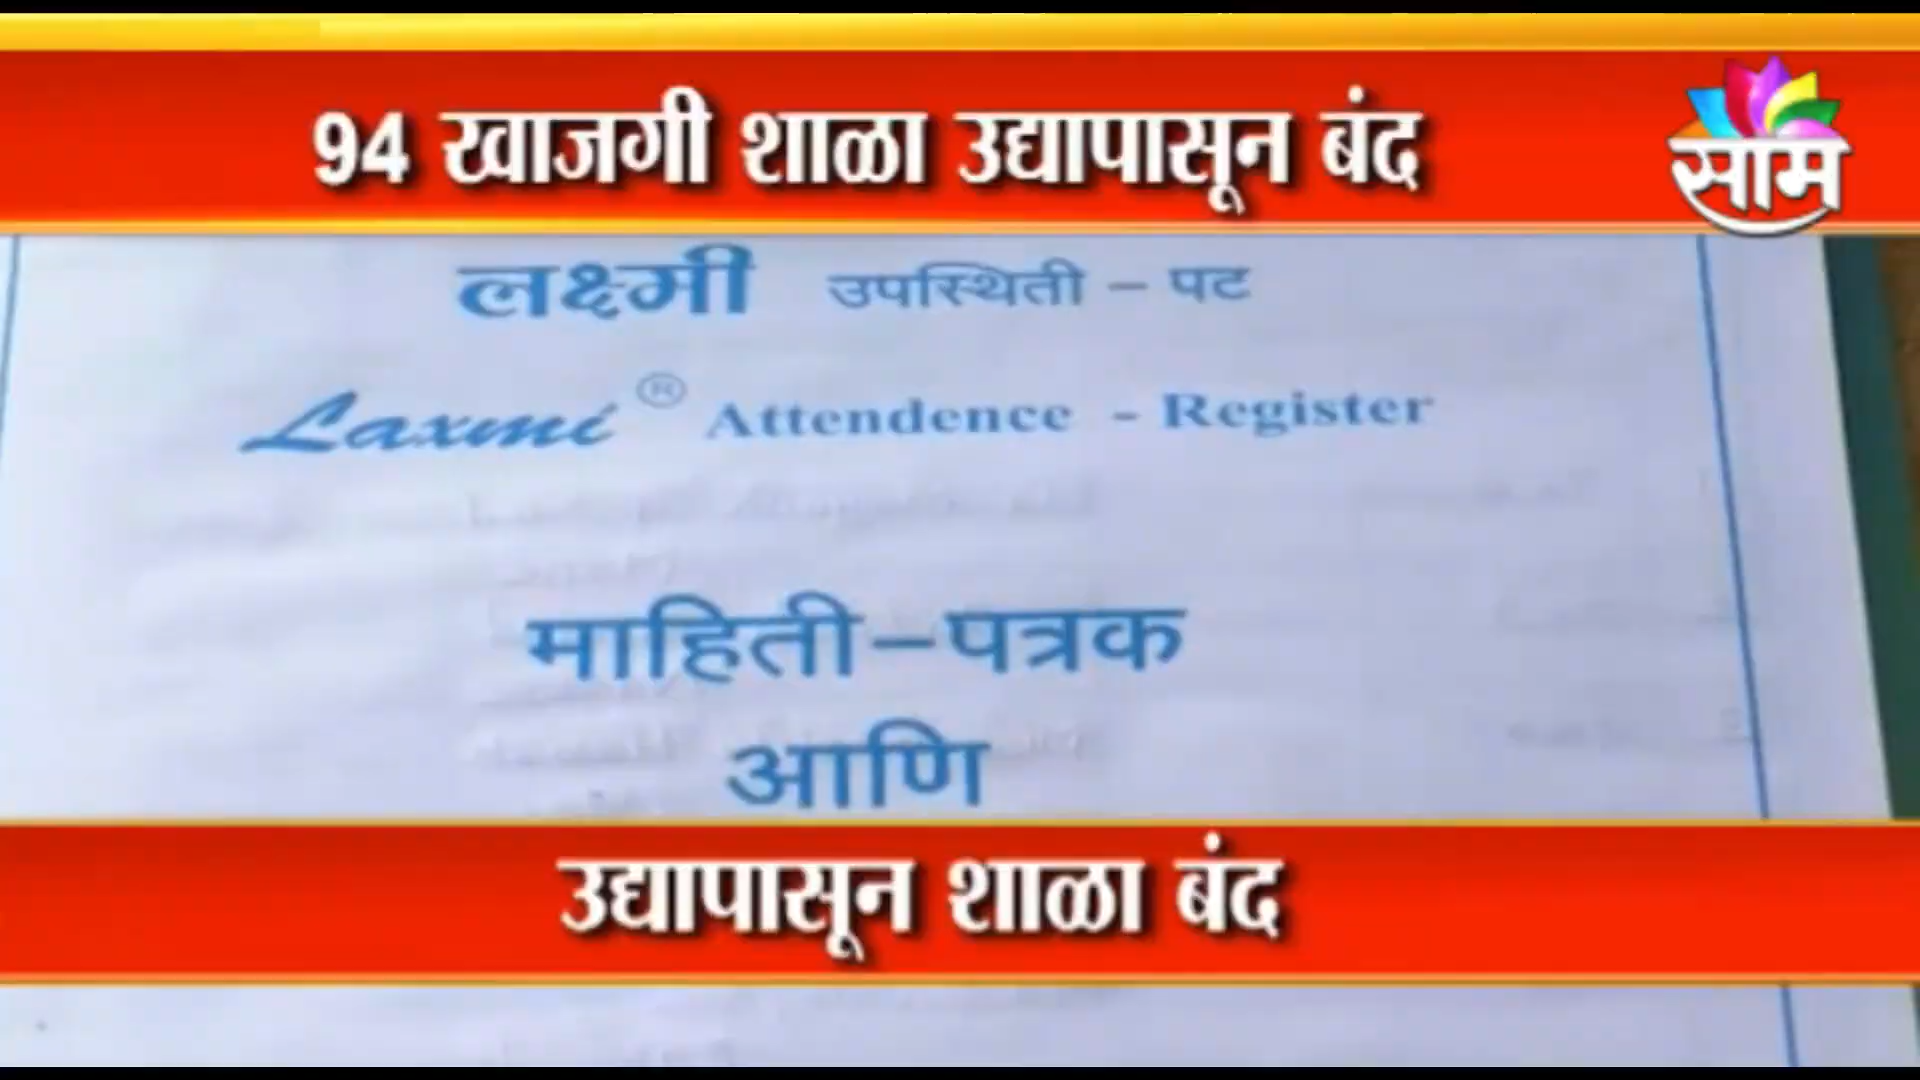 94 खाजगी शाळा उद्यापासून बंद
साम
लक्ष्मी उपस्थिती – पट
Laxmi ® Attendence - Register
माहिती–पत्रक
आणि
उद्यापासून शाळा बंद